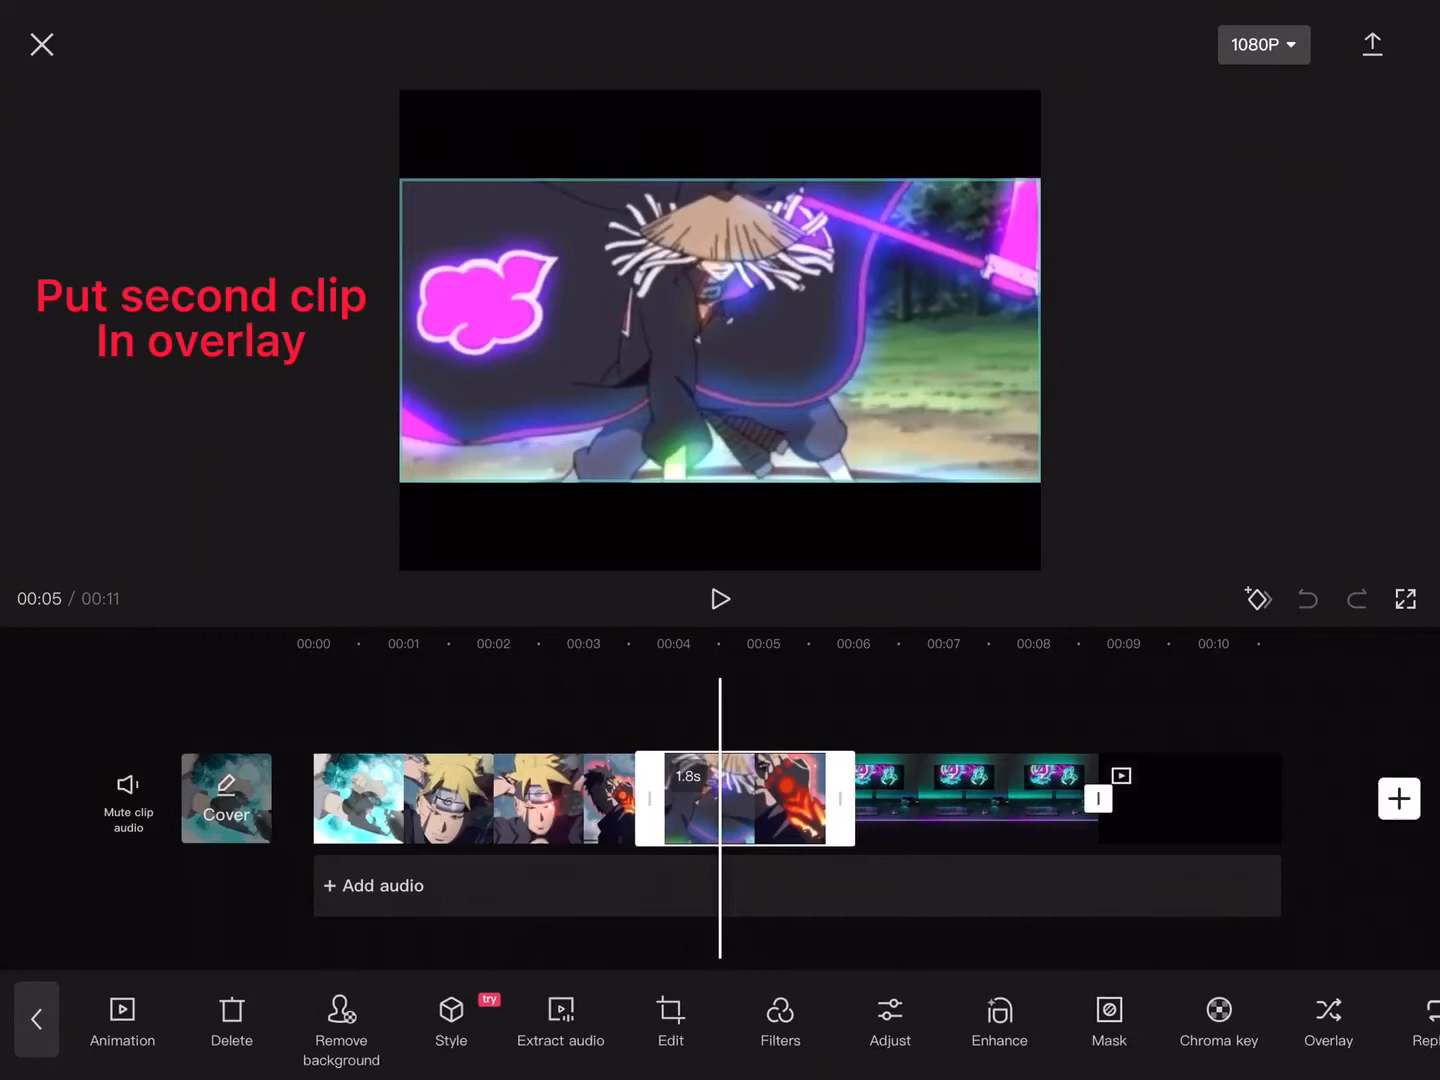 1080P
Put second clip
In overlay
00:05 / 00:11
00:00 00:01 00:02 00:03 00:04 00:05 00:06 00:07 00:08 00:09 00:10
Mute clip
audio
Cover
1.8s
+ Add audio
try
Animation Delete Remove background Style Extract audio Edit Filters Adjust Enhance Mask Chroma key Overlay